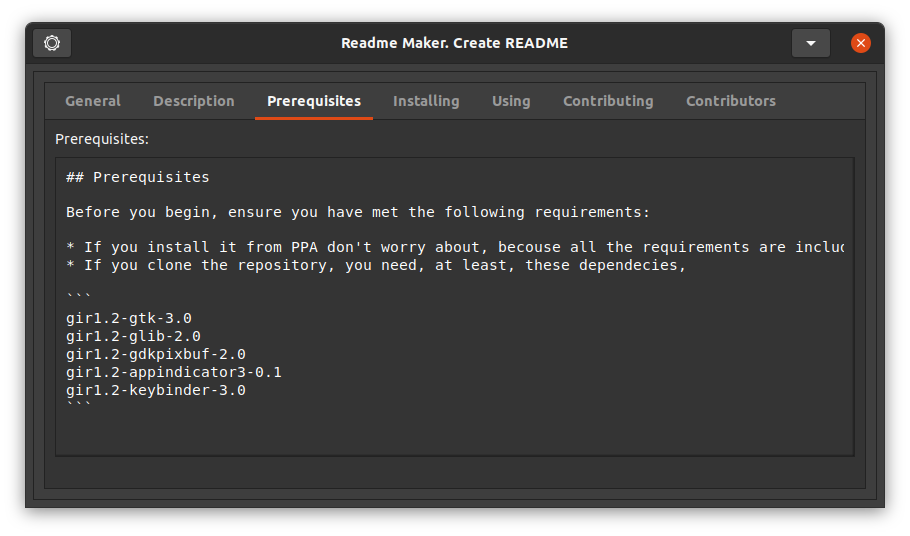 Readme Maker. Create README
General Description Prerequisites Installing Using Contributing Contributors
Prerequisites:
## Prerequisites
Before you begin, ensure you have met the following requirements:
* If you install it from PPA don't worry about, becouse all the requirements are includ
* If you clone the repository, you need, at least, these dependecies,
```
gir1.2-gtk-3.0
gir1.2-glib-2.0
gir1.2-gdkpixbuf-2.0
gir1.2-appindicator3-0.1
gir1.2-keybinder-3.0
```